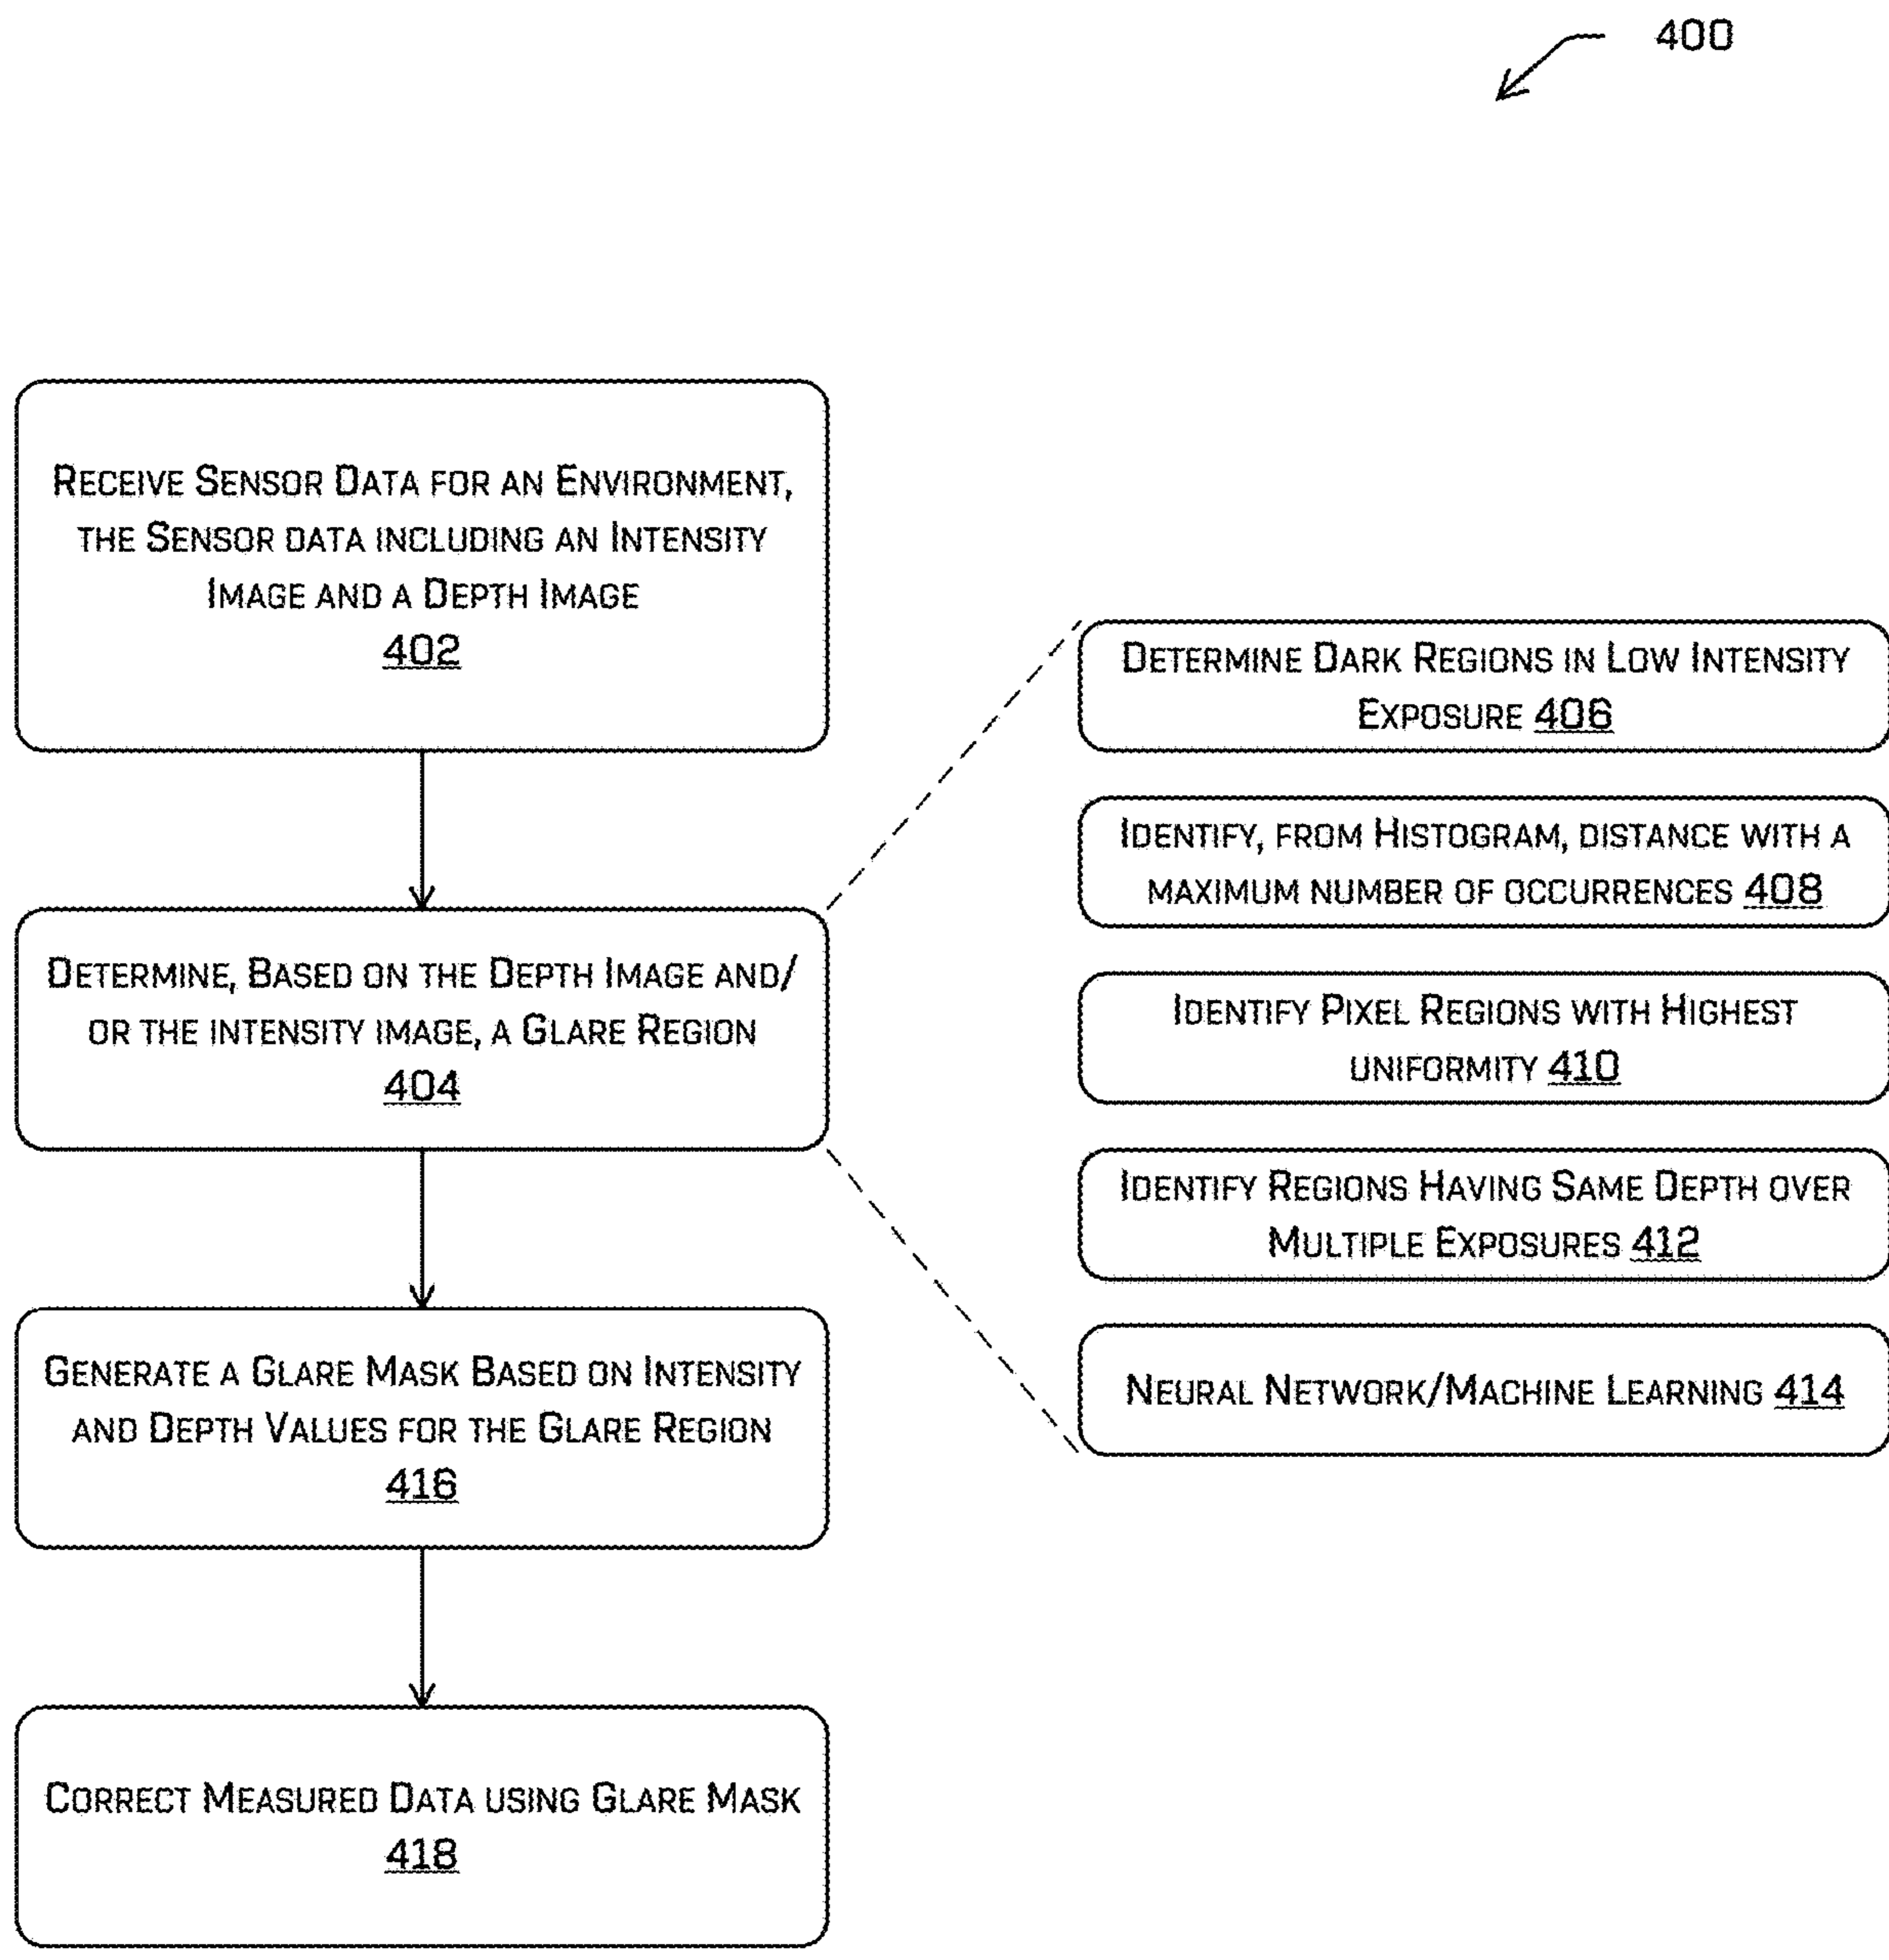 400
Receive Sensor Data for an Environment,
the Sensor data including an Intensity
Image and a Depth Image
402
Determine, Based on the Depth Image and/
or the intensity image, a Glare Region
404
Determine Dark Regions in Low Intensity
Exposure 406
Identify, from Histogram, distance with a
maximum number of occurrences 408
Identify Pixel Regions with Highest
uniformity 410
Identify Regions Having Same Depth over
Multiple Exposures 412
Neural Network/Machine Learning 414
Generate a Glare Mask Based on Intensity
and Depth Values for the Glare Region
416
Correct Measured Data using Glare Mask
418